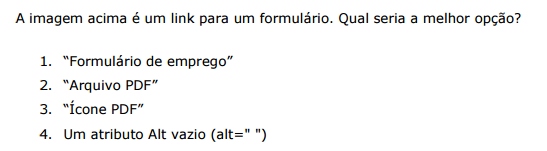 A imagem acima é um link para um formulário. Qual seria a melhor opção?
1. “Formulário de emprego”
2. “Arquivo PDF”
3. “Ícone PDF”
4. Um atributo Alt vazio (alt=" ")